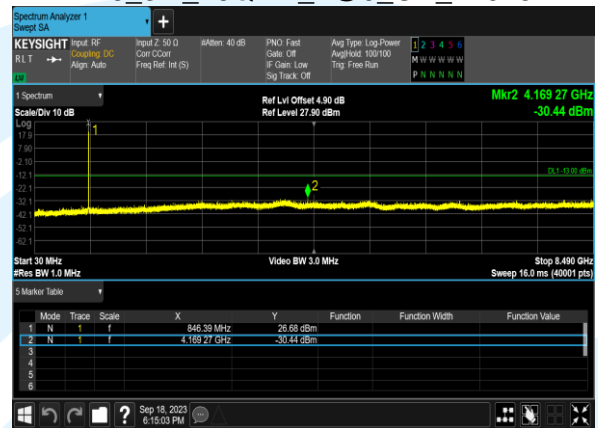 Spectrum Analyzer 1
Swept SA
KEYSIGHT
R L T
Input: RF
Coupling: DC
Align: Auto
Input Z: 50 Ω
Corr CCorr
Freq Ref: Int (S)
#Atten: 40 dB
PNO: Fast
Gate: Off
IF Gain: Low
Sig Track: Off
Avg Type: Log-Power
Avg|Hold: 100/100
Trig: Free Run
1 2 3 4 5 6
M W W W W W
P N N N N N
1 Spectrum
Scale/Div 10 dB
Ref Lvl Offset 4.90 dB
Ref Level 27.90 dBm
Mkr2 4.169 27 GHz
-30.44 dBm
Log
17.9
7.90
-2.10
-12.1
-22.1
-32.1
-42.1
-52.1
-62.1
1
2
DL1 -13.00 dBm
Start 30 MHz
#Res BW 1.0 MHz
Video BW 3.0 MHz
Stop 8.490 GHz
Sweep 16.0 ms (40001 pts)
5 Marker Table
Mode Trace Scale X Y Function Function Width Function Value
1 N 1 f 846.39 MHz 26.68 dBm
2 N 1 f 4.169 27 GHz -30.44 dBm
3
4
5
6
Sep 18, 2023
6:15:03 PM